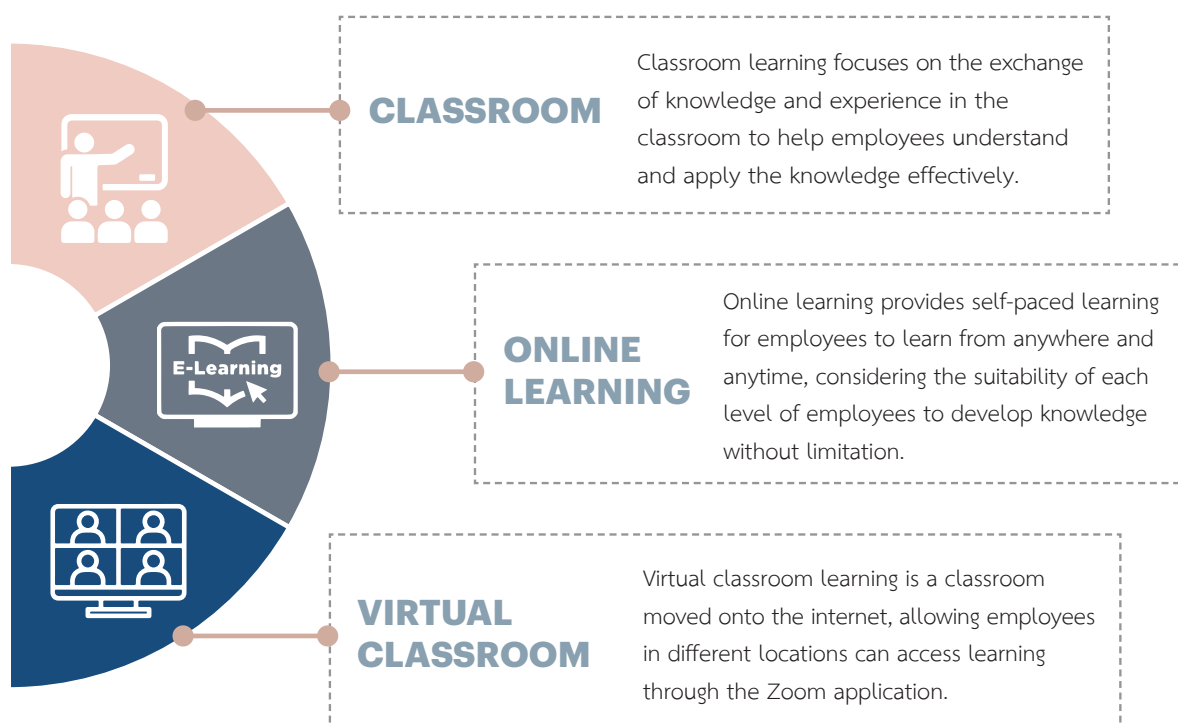 CLASSROOM
Classroom learning focuses on the exchange
of knowledge and experience in the
classroom to help employees understand
and apply the knowledge effectively.
E-Learning
ONLINE
LEARNING
Online learning provides self-paced learning
for employees to learn from anywhere and
anytime, considering the suitability of each
level of employees to develop knowledge
without limitation.
VIRTUAL
CLASSROOM
Virtual classroom learning is a classroom
moved onto the internet, allowing employees
in different locations can access learning
through the Zoom application.